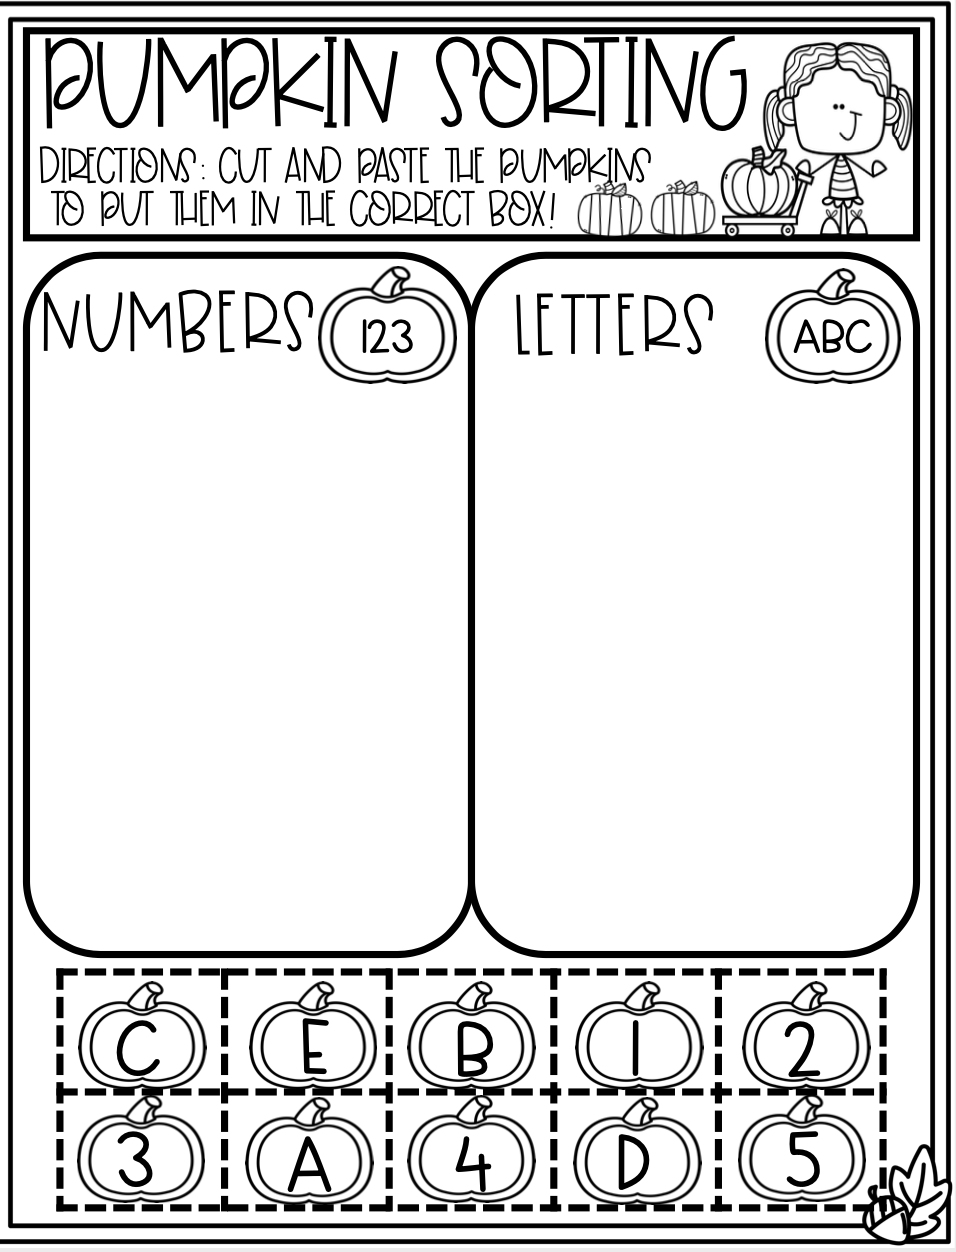 PUMPKIN SORTING
DIRECTIONS: CUT AND PASTE THE PUMPKINS
TO PUT THEM IN THE CORRECT BOX!
NUMBERS 123
LETTERS ABC
C E B 1 2
3 A 4 D 5